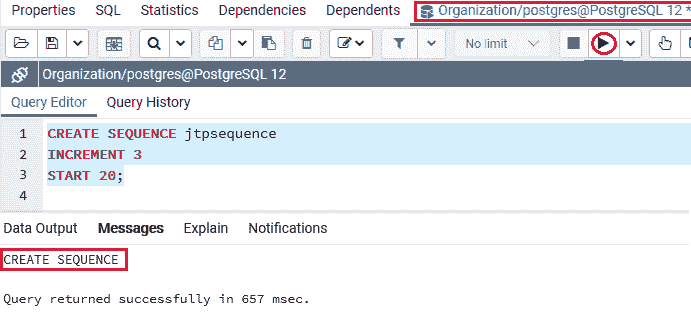 Properties SQL Statistics Dependencies Dependents Organization/postgres@PostgreSQL 12 *
No limit
Organization/postgres@PostgreSQL 12
Query Editor Query History
1 CREATE SEQUENCE jtpsequence
2 INCREMENT 3
3 START 20;
4
Data Output Messages Explain Notifications
CREATE SEQUENCE
Query returned successfully in 657 msec.